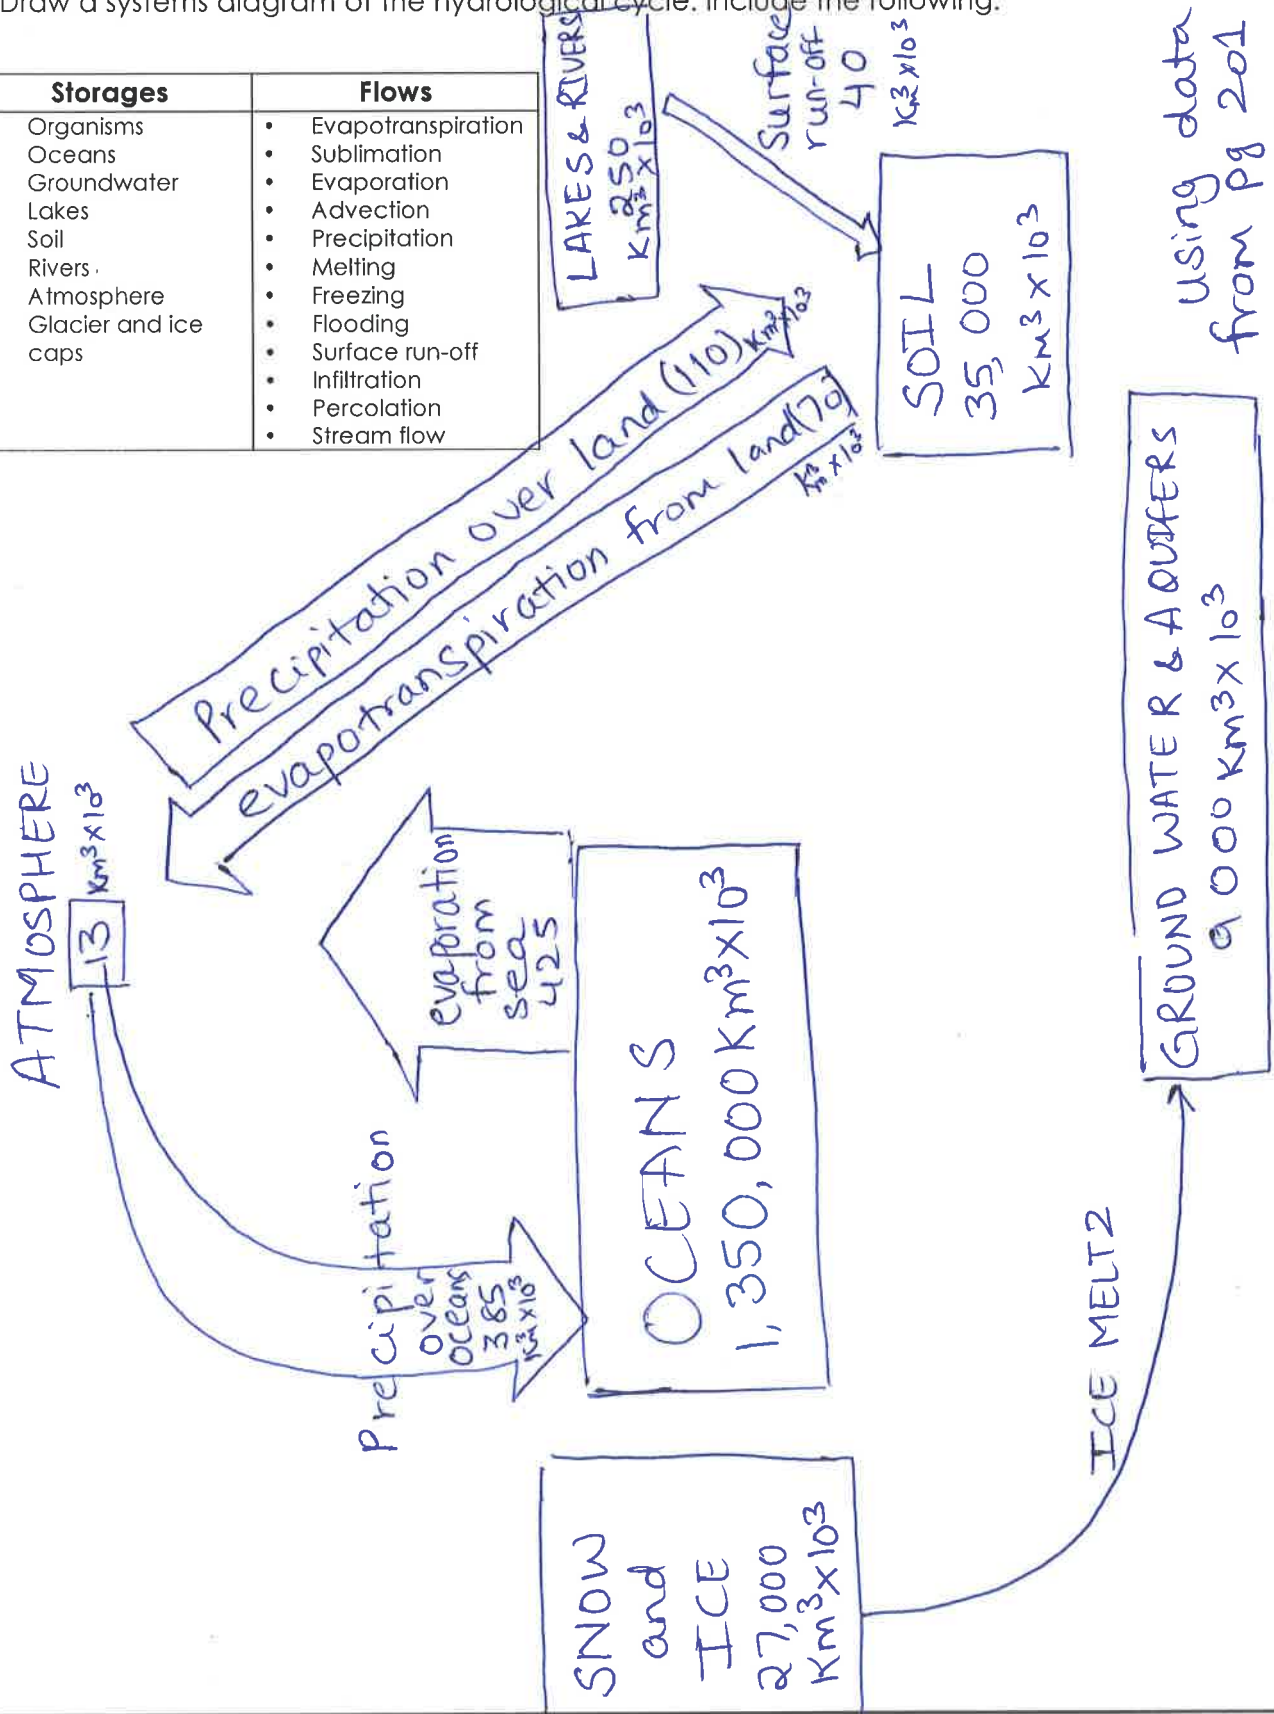 Draw a systems diagram of the hydrological cycle. Include the following:
Storages
Organisms
Oceans
Groundwater
Lakes
Soil
Rivers
Atmosphere
Glacier and ice
caps
Flows
• Evapotranspiration
• Sublimation
• Evaporation
• Advection
• Precipitation
• Melting
• Freezing
• Flooding
• Surface run-off
• Infiltration
• Percolation
• Stream flow
LAKES & RIVERS
250
Km³ x 10³
Surface
run-off
40
Km³ x 10³
SOIL
35,000
Km³ x 10³
using data
from pg 201
Precipitation over land (110) Km³ x 10³
evapotranspiration from land (70)
Km³ x 10³
ATMOSPHERE
13 Km³ x 10³
evaporation
from
sea
425
Precipitation
over
oceans
385
Km³ x 10³
OCEANS
1,350,000 Km³ x 10³
GROUND WATER & AQUIFERS
9000 Km³ x 10³
ICE MELT 2
SNOW
and
ICE
27,000
Km³ x 10³